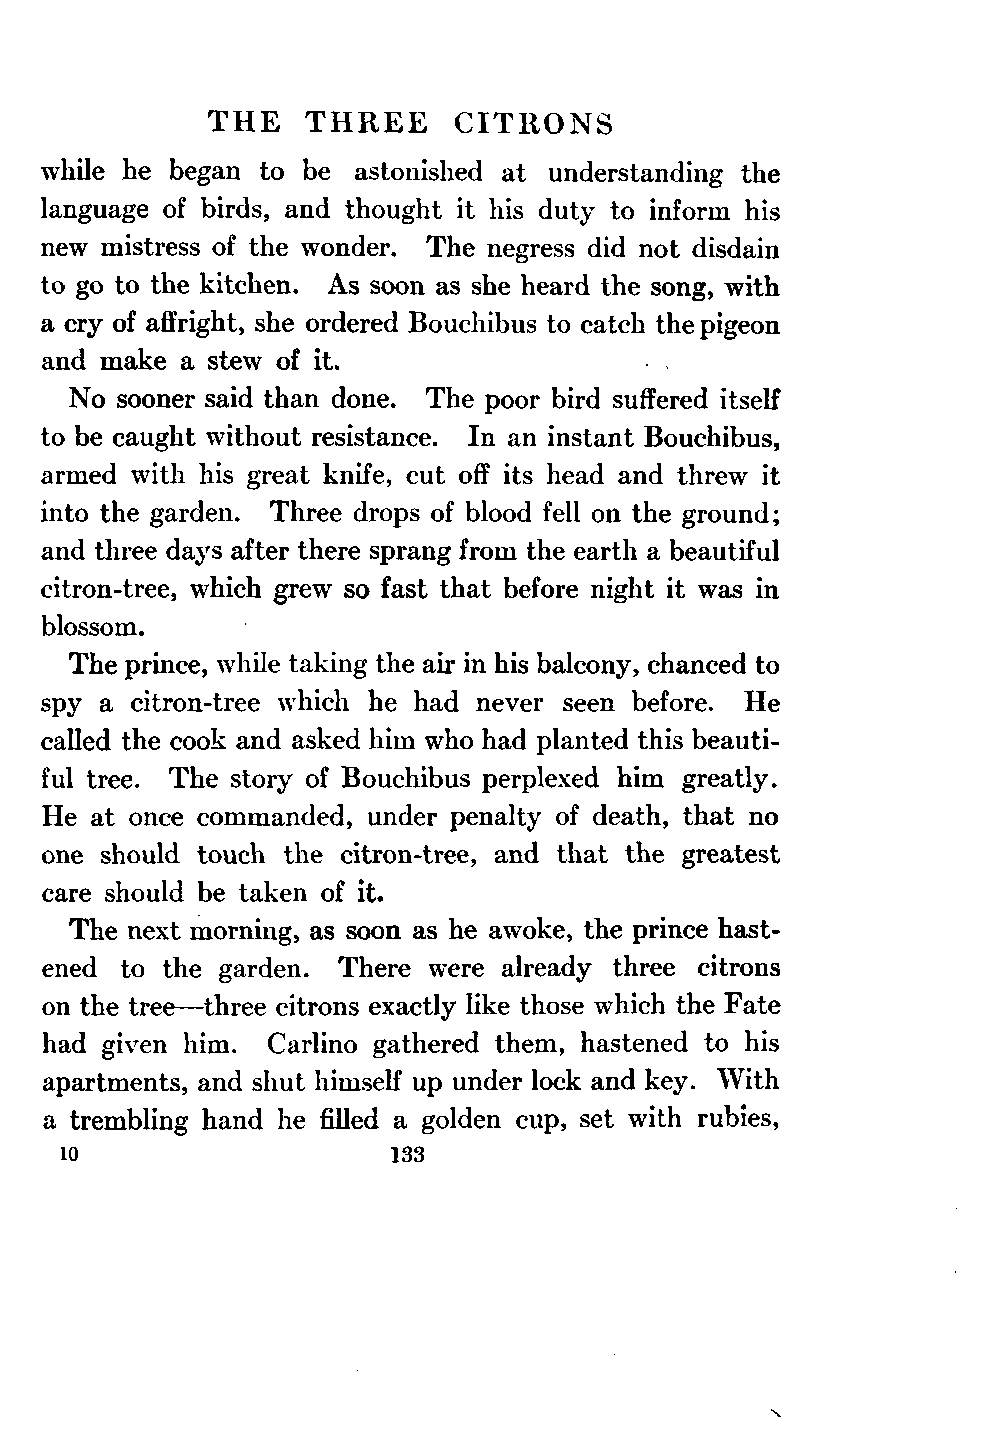 THE THREE CITRONS
while he began to be astonished at understanding the
language of birds, and thought it his duty to inform his
new mistress of the wonder. The negress did not disdain
to go to the kitchen. As soon as she heard the song, with
a cry of affright, she ordered Bouchibus to catch the pigeon
and make a stew of it.
No sooner said than done. The poor bird suffered itself
to be caught without resistance. In an instant Bouchibus,
armed with his great knife, cut off its head and threw it
into the garden. Three drops of blood fell on the ground;
and three days after there sprang from the earth a beautiful
citron-tree, which grew so fast that before night it was in
blossom.
The prince, while taking the air in his balcony, chanced to
spy a citron-tree which he had never seen before. He
called the cook and asked him who had planted this beauti-
ful tree. The story of Bouchibus perplexed him greatly.
He at once commanded, under penalty of death, that no
one should touch the citron-tree, and that the greatest
care should be taken of it.
The next morning, as soon as he awoke, the prince hast-
ened to the garden. There were already three citrons
on the tree—three citrons exactly like those which the Fate
had given him. Carlino gathered them, hastened to his
apartments, and shut himself up under lock and key. With
a trembling hand he filled a golden cup, set with rubies,
10 133